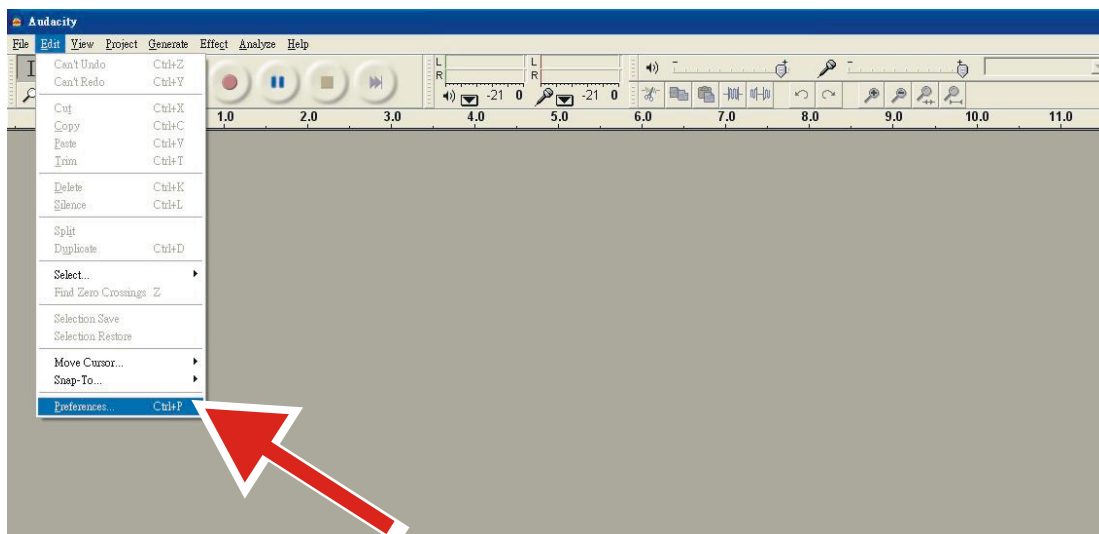 Audacity
File Edit View Project Generate Effect Analyze Help
Can't Undo Ctrl+Z
Can't Redo Ctrl+Y
Cut Ctrl+X
Copy Ctrl+C
Paste Ctrl+V
Trim Ctrl+T
Delete Ctrl+K
Silence Ctrl+L
Split
Duplicate Ctrl+D
Select...
Find Zero Crossings Z
Selection Save
Selection Restore
Move Cursor...
Snap-To...
Preferences... Ctrl+P
L L
R R
-21 0 -21 0
1.0 2.0 3.0 4.0 5.0 6.0 7.0 8.0 9.0 10.0 11.0